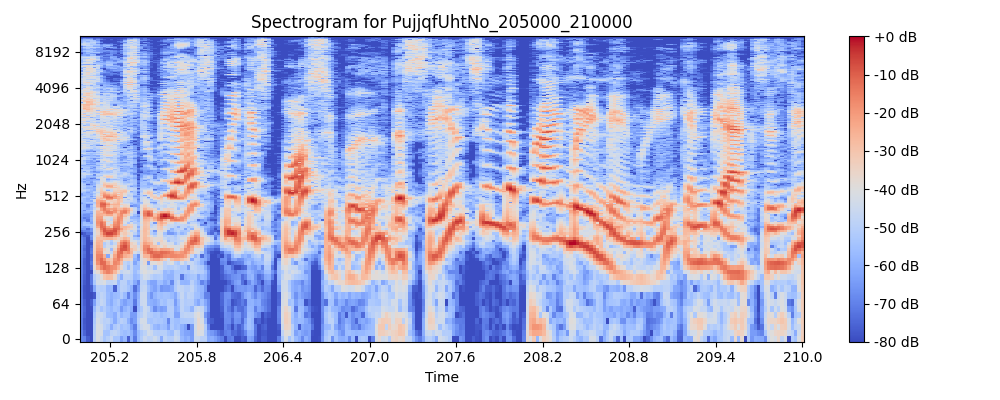 Spectrogram for PujjqfUhtNo_205000_210000
Hz
8192
4096
2048
1024
512
256
128
64
0
205.2 205.8 206.4 207.0 207.6 208.2 208.8 209.4 210.0
Time
+0 dB
-10 dB
-20 dB
-30 dB
-40 dB
-50 dB
-60 dB
-70 dB
-80 dB